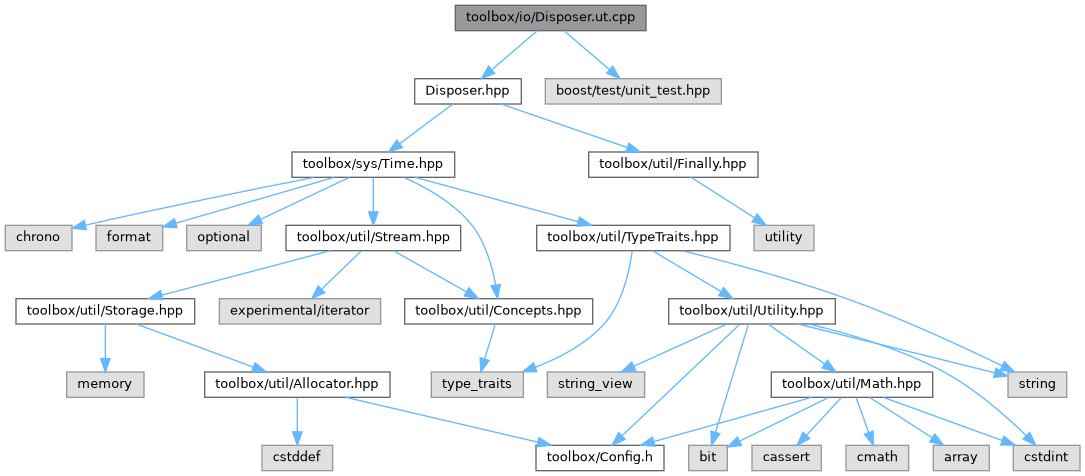 toolbox/io/Disposer.ut.cpp
Disposer.hpp
boost/test/unit_test.hpp
toolbox/sys/Time.hpp
toolbox/util/Finally.hpp
chrono
format
optional
toolbox/util/Stream.hpp
toolbox/util/TypeTraits.hpp
utility
toolbox/util/Storage.hpp
experimental/iterator
toolbox/util/Concepts.hpp
toolbox/util/Utility.hpp
memory
toolbox/util/Allocator.hpp
type_traits
string_view
toolbox/util/Math.hpp
string
cstddef
toolbox/Config.h
bit
cassert
cmath
array
cstdint